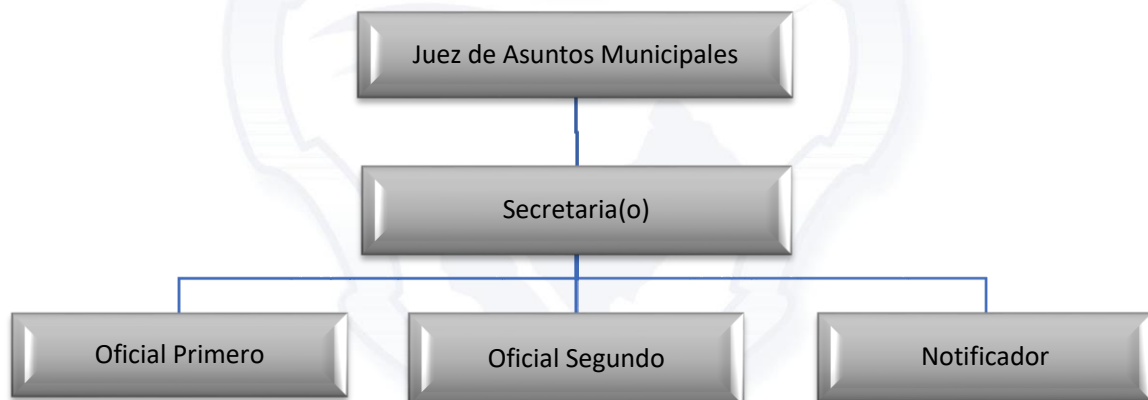 Juez de Asuntos Municipales
Secretaria(o)
Oficial Primero
Oficial Segundo
Notificador